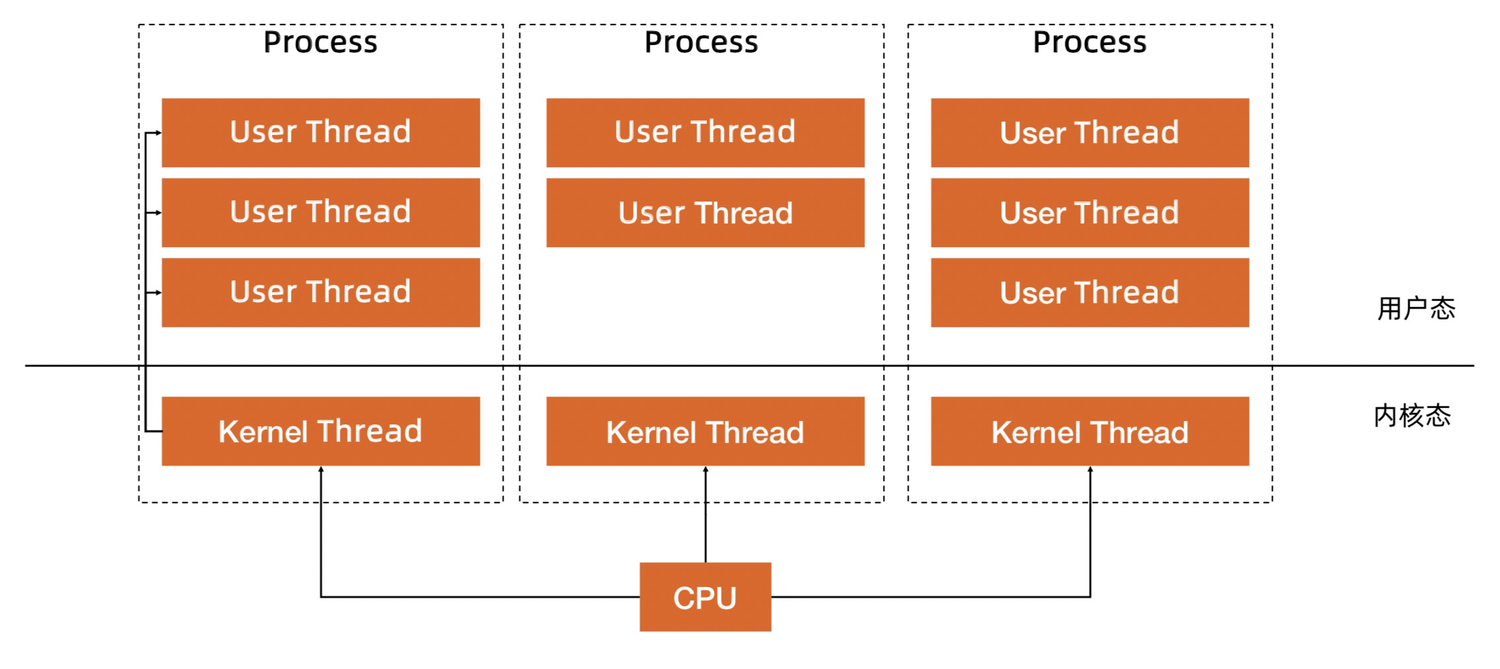 Process
Process
Process
User Thread
User Thread
User Thread
User Thread
User Thread
User Thread
User Thread
User Thread
用户态
内核态
Kernel Thread
Kernel Thread
Kernel Thread
CPU